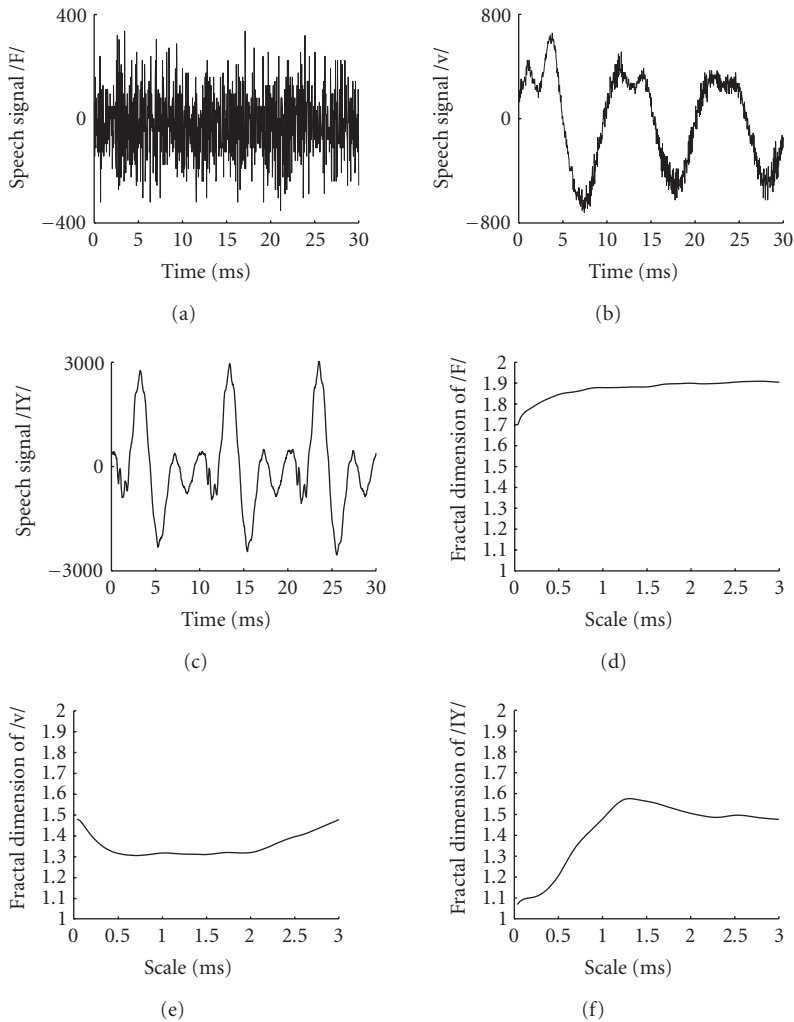 400
0
−400
Speech signal /F/
0 5 10 15 20 25 30
Time (ms)
(a)
800
0
−800
Speech signal /v/
0 5 10 15 20 25 30
Time (ms)
(b)
3000
0
−3000
Speech signal /IY/
0 5 10 15 20 25 30
Time (ms)
(c)
2
1.9
1.8
1.7
1.6
1.5
1.4
1.3
1.2
1.1
1
Fractal dimension of /F/
0 0.5 1 1.5 2 2.5 3
Scale (ms)
(d)
2
1.9
1.8
1.7
1.6
1.5
1.4
1.3
1.2
1.1
1
Fractal dimension of /v/
0 0.5 1 1.5 2 2.5 3
Scale (ms)
(e)
2
1.9
1.8
1.7
1.6
1.5
1.4
1.3
1.2
1.1
1
Fractal dimension of /IY/
0 0.5 1 1.5 2 2.5 3
Scale (ms)
(f)